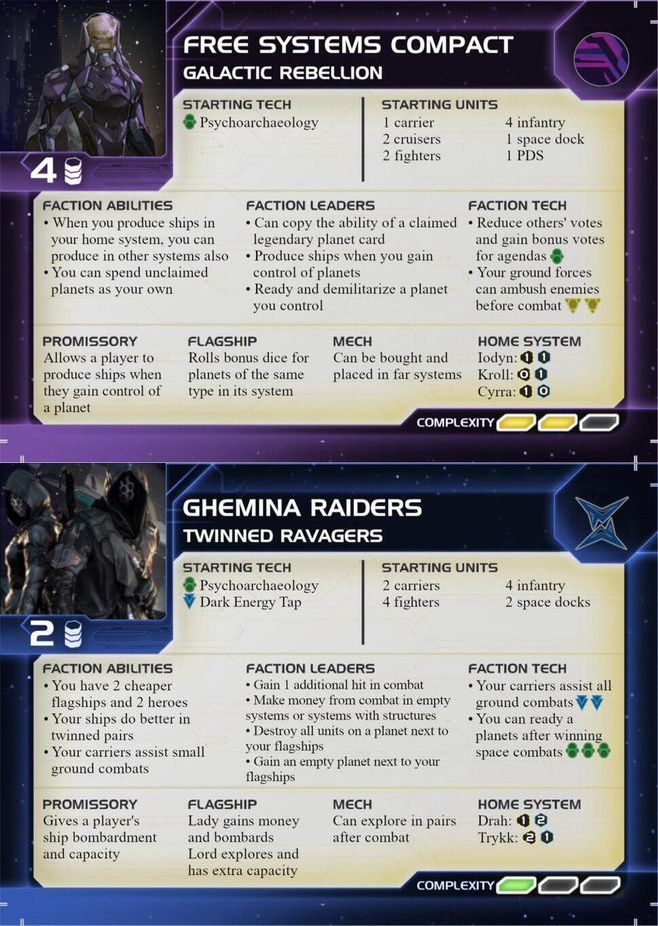 FREE SYSTEMS COMPACT
GALACTIC REBELLION
4
STARTING TECH
Psychoarchaeology
STARTING UNITS
1 carrier
2 cruisers
2 fighters
4 infantry
1 space dock
1 PDS
FACTION ABILITIES
• When you produce ships in
your home system, you can
produce in other systems also
• You can spend unclaimed
planets as your own
FACTION LEADERS
• Can copy the ability of a claimed
legendary planet card
• Produce ships when you gain
control of planets
• Ready and demilitarize a planet
you control
FACTION TECH
• Reduce others' votes
and gain bonus votes
for agendas
• Your ground forces
can ambush enemies
before combat
PROMISSORY
Allows a player to
produce ships when
they gain control of
a planet
FLAGSHIP
Rolls bonus dice for
planets of the same
type in its system
MECH
Can be bought and
placed in far systems
HOME SYSTEM
Iodyn: 1 1
Kroll: 0 1
Cyrra: 1 0
COMPLEXITY
GHEMINA RAIDERS
TWINNED RAVAGERS
2
STARTING TECH
Psychoarchaeology
Dark Energy Tap
STARTING UNITS
2 carriers
4 fighters
4 infantry
2 space docks
FACTION ABILITIES
• You have 2 cheaper
flagships and 2 heroes
• Your ships do better in
twinned pairs
• Your carriers assist small
ground combats
FACTION LEADERS
• Gain 1 additional hit in combat
• Make money from combat in empty
systems or systems with structures
• Destroy all units on a planet next to
your flagships
• Gain an empty planet next to your
flagships
FACTION TECH
• Your carriers assist all
ground combats
• You can ready a
planets after winning
space combats
PROMISSORY
Gives a player's
ship bombardment
and capacity
FLAGSHIP
Lady gains money
and bombards
Lord explores and
has extra capacity
MECH
Can explore in pairs
after combat
HOME SYSTEM
Drah: 1 2
Trykk: 2 1
COMPLEXITY